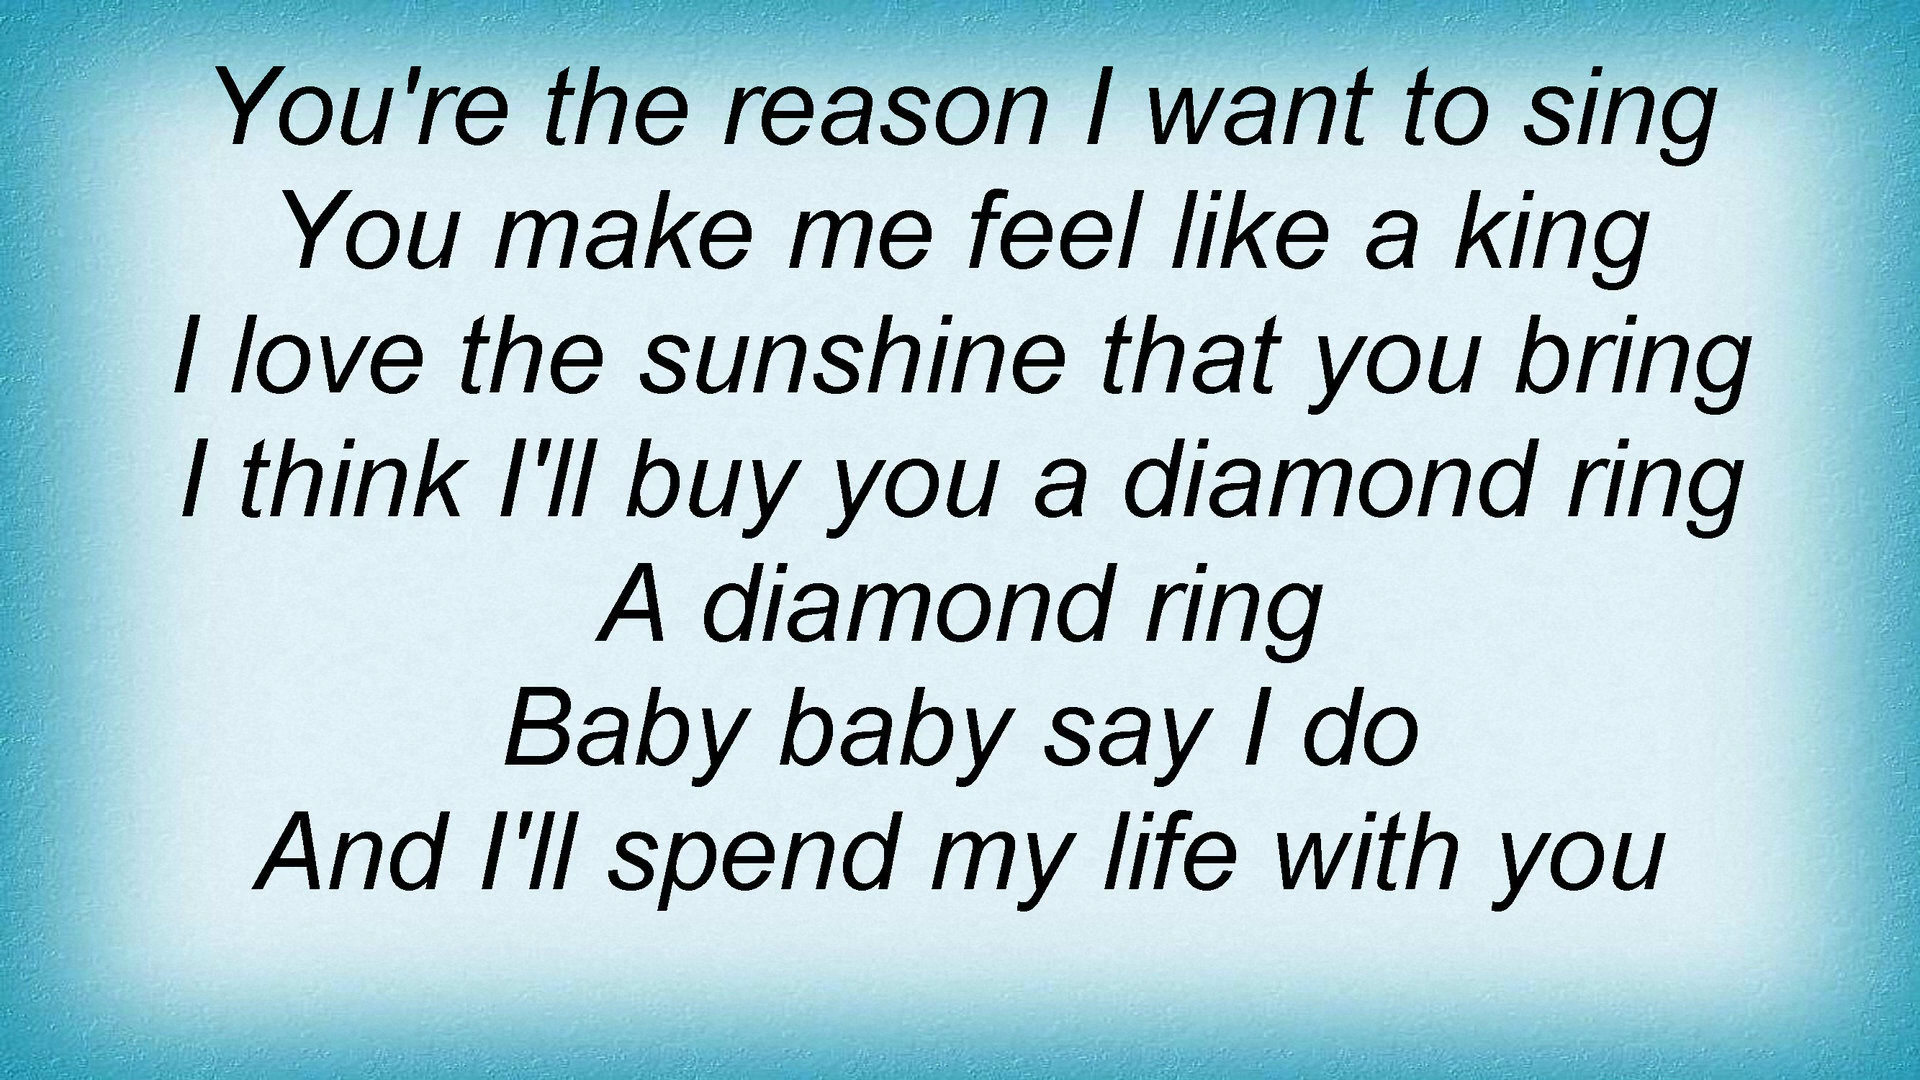 You're the reason I want to sing
You make me feel like a king
I love the sunshine that you bring
I think I'll buy you a diamond ring
A diamond ring
Baby baby say I do
And I'll spend my life with you